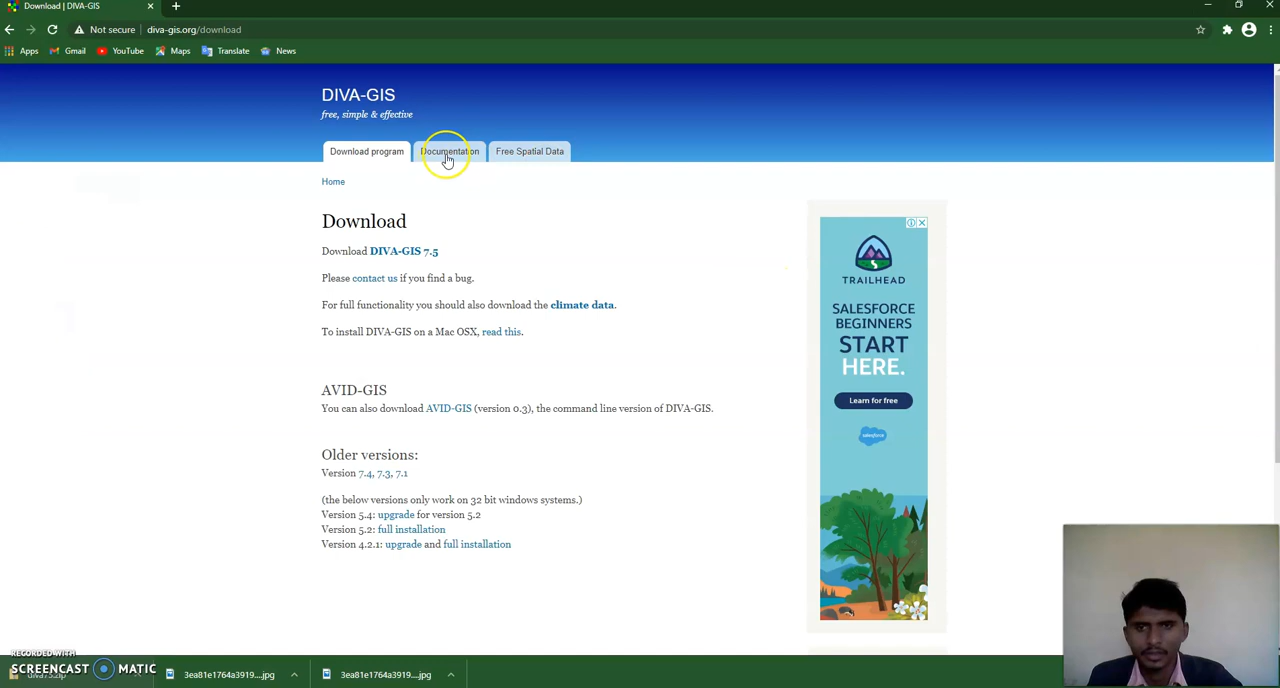 Download | DIVA-GIS
Not secure
diva-gis.org/download
Apps
Gmail
YouTube
Maps
Translate
News
DIVA-GIS
free, simple & effective
Download program
Documentation
Free Spatial Data
Home
Download
Download DIVA-GIS 7.5
Please contact us if you find a bug.
For full functionality you should also download the climate data.
To install DIVA-GIS on a Mac OSX, read this.
AVID-GIS
You can also download AVID-GIS (version 0.3), the command line version of DIVA-GIS.
Older versions:
Version 7.4, 7.3, 7.1
(the below versions only work on 32 bit windows systems.)
Version 5.4: upgrade for version 5.2
Version 5.2: full installation
Version 4.2.1: upgrade and full installation
TRAILHEAD
SALESFORCE
BEGINNERS
START
HERE.
Learn for free
salesforce
RECORDED WITH
SCREENCAST MATIC
3ea81e1764a3919....jpg
3ea81e1764a3919....jpg